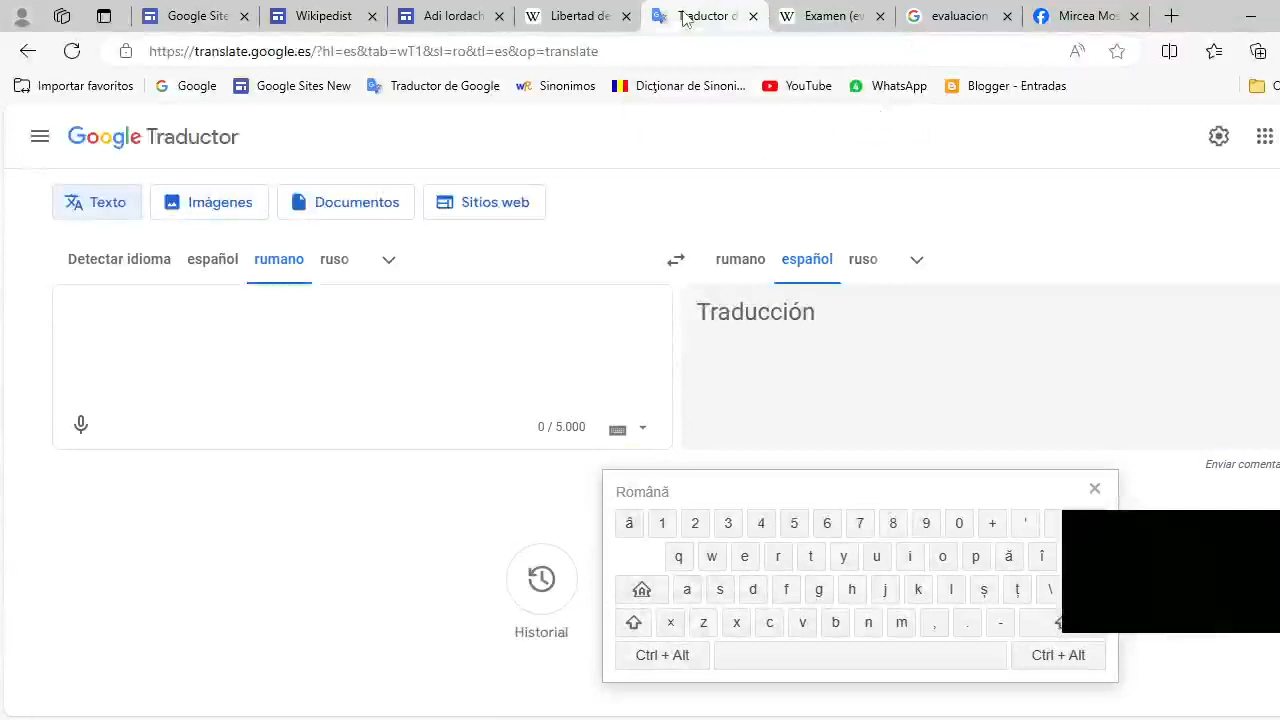 Google Site Wikipedist Adi Iordach Libertad de Traductor d Examen (ev evaluacion Mircea Mo
https://translate.google.es/?hl=es&tab=wT1&sl=ro&tl=es&op=translate
Importar favoritos Google Google Sites New Traductor de Google Sinonimos Dicționar de Sinoni... YouTube WhatsApp Blogger - Entradas
Google Traductor
Texto Imágenes Documentos Sitios web
Detectar idioma español rumano ruso rumano español ruso
Traducción
0 / 5.000
Enviar comenta
Română
â 1 2 3 4 5 6 7 8 9 0 + '
q w e r t y u i o p ă î
a s d f g h j k l ș ț \
× z x c v b n m , . -
Historial
Ctrl + Alt Ctrl + Alt